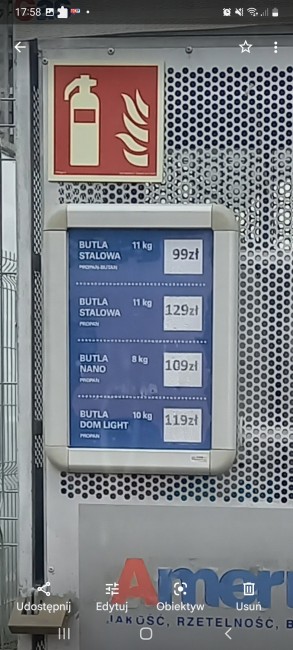 17:58
BUTLA 11 kg 99zł
STALOWA
PROPAN-BUTAN
BUTLA 11 kg 129zł
STALOWA
PROPAN
BUTLA 8 kg 109zł
NANO
PROPAN
BUTLA 10 kg 119zł
DOM LIGHT
PROPAN
Ameri
JAKOŚĆ, RZETELNOŚĆ, B
Udostępnij Edytuj Obiektyw Usuń